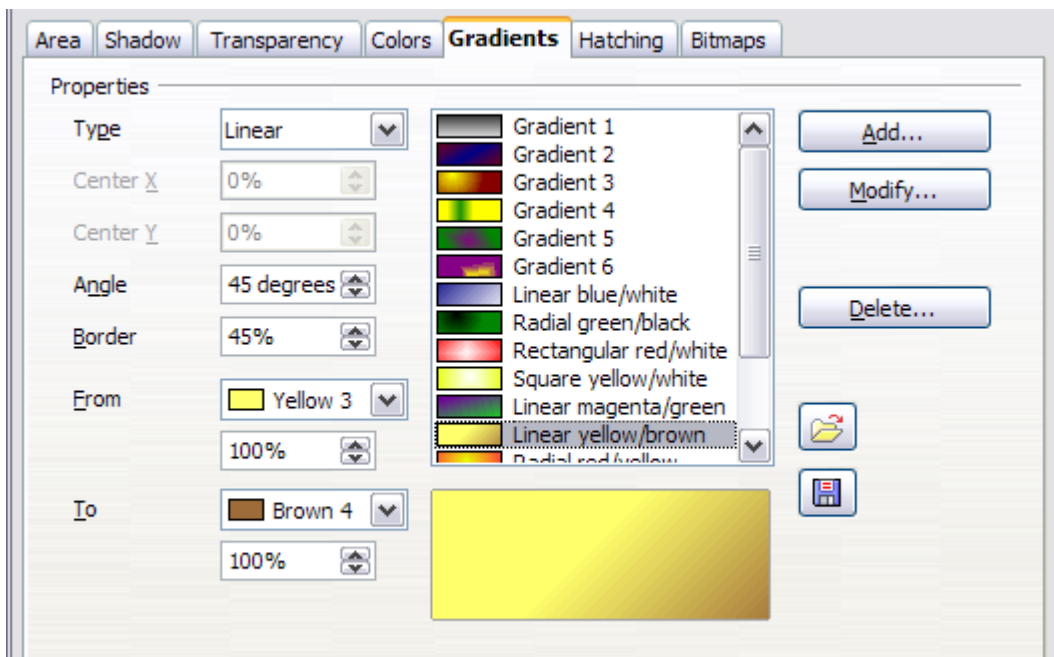 Area Shadow Transparency Colors Gradients Hatching Bitmaps
Properties
Type Linear
Center X 0%
Center Y 0%
Angle 45 degrees
Border 45%
From Yellow 3
100%
To Brown 4
100%
Gradient 1
Gradient 2
Gradient 3
Gradient 4
Gradient 5
Gradient 6
Linear blue/white
Radial green/black
Rectangular red/white
Square yellow/white
Linear magenta/green
Linear yellow/brown
Radial red/yellow
Add...
Modify...
Delete...